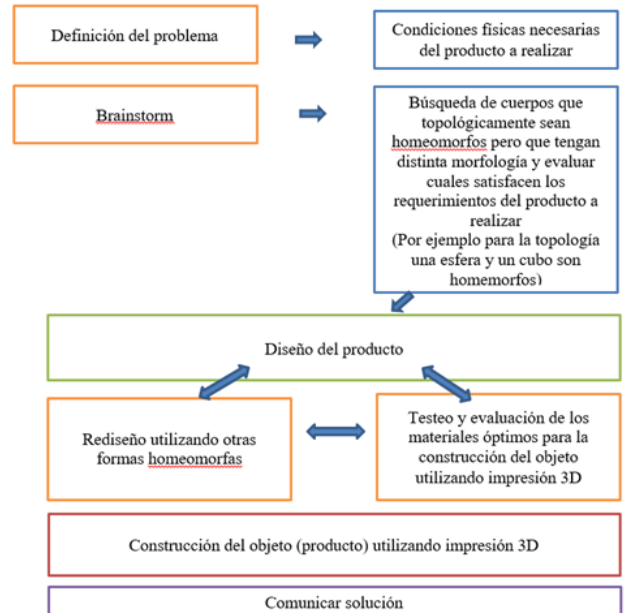 Definición del problema
Condiciones físicas necesarias
del producto a realizar
Brainstorm
Búsqueda de cuerpos que
topológicamente sean
homeomorfos pero que tengan
distinta morfología y evaluar
cuales satisfacen los
requerimientos del producto a
realizar
(Por ejemplo para la topología
una esfera y un cubo son
homemorfos)
Diseño del producto
Rediseño utilizando otras
formas homeomorfas
Testeo y evaluación de los
materiales óptimos para la
construcción del objeto
utilizando impresión 3D
Construcción del objeto (producto) utilizando impresión 3D
Comunicar solución